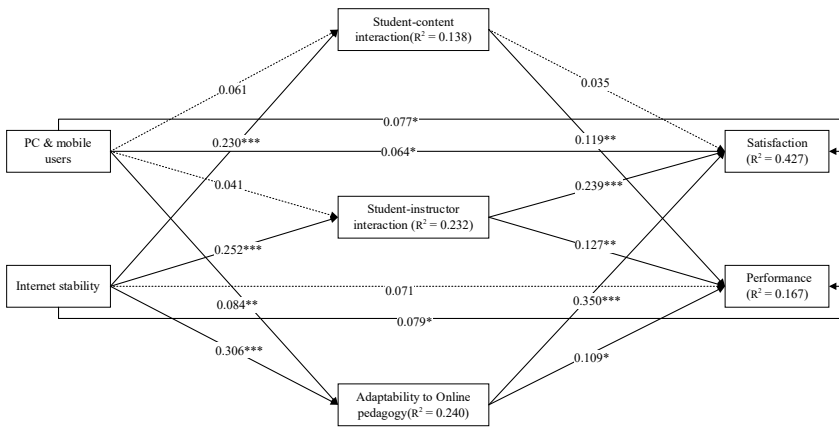 Student-content
interaction(R² = 0.138)
0.061
0.035
0.077*
0.230***
0.119**
PC & mobile
users
0.064*
Satisfaction
(R² = 0.427)
0.041
0.239***
Student-instructor
interaction (R² = 0.232)
0.252***
0.127**
Internet stability
0.071
Performance
(R² = 0.167)
0.084**
0.350***
0.079*
0.306***
0.109*
Adaptability to Online
pedagogy(R² = 0.240)